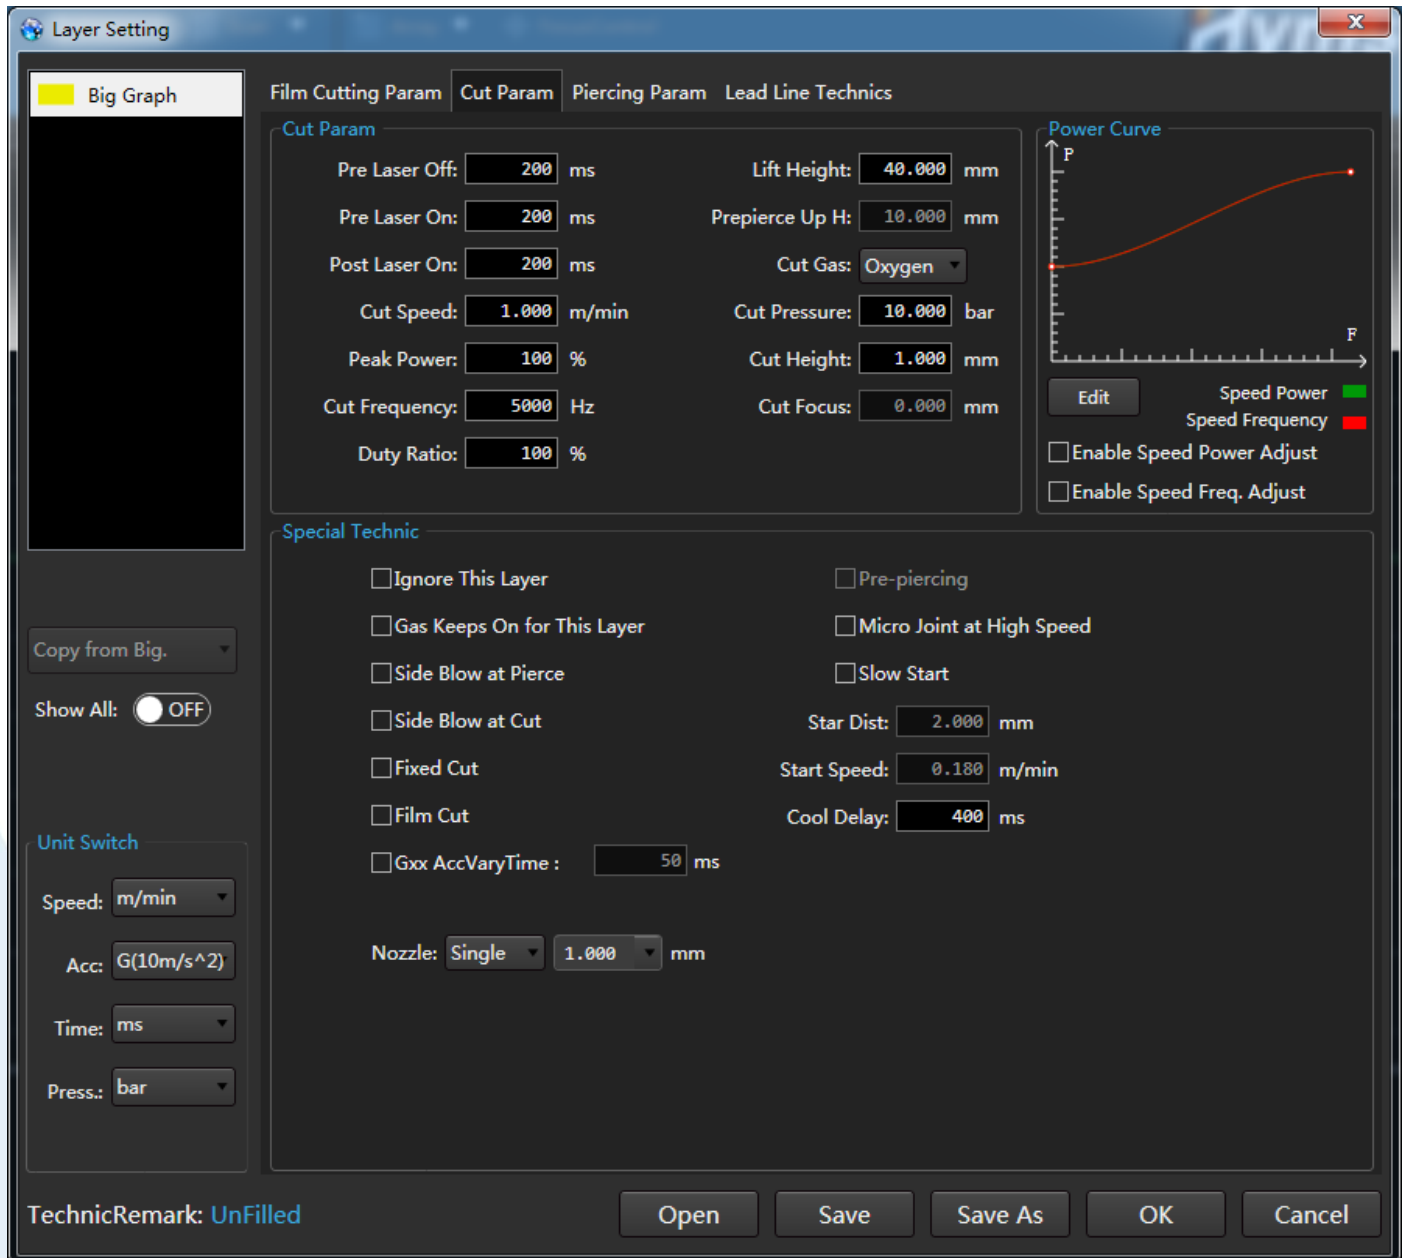 Layer Setting
Big Graph
Film Cutting Param Cut Param Piercing Param Lead Line Technics
Cut Param
Pre Laser Off: 200 ms Lift Height: 40.000 mm
Pre Laser On: 200 ms Prepierce Up H: 10.000 mm
Post Laser On: 200 ms Cut Gas: Oxygen
Cut Speed: 1.000 m/min Cut Pressure: 10.000 bar
Peak Power: 100 % Cut Height: 1.000 mm
Cut Frequency: 5000 Hz Cut Focus: 0.000 mm
Duty Ratio: 100 %
Power Curve
P
F
Edit Speed Power
Speed Frequency
Enable Speed Power Adjust
Enable Speed Freq. Adjust
Special Technic
Ignore This Layer Pre-piercing
Gas Keeps On for This Layer Micro Joint at High Speed
Side Blow at Pierce Slow Start
Side Blow at Cut Star Dist: 2.000 mm
Fixed Cut Start Speed: 0.180 m/min
Film Cut Cool Delay: 400 ms
Gxx AccVaryTime : 50 ms
Nozzle: Single 1.000 mm
Copy from Big.
Show All: OFF
Unit Switch
Speed: m/min
Acc: G(10m/s^2)
Time: ms
Press.: bar
TechnicRemark: UnFilled Open Save Save As OK Cancel